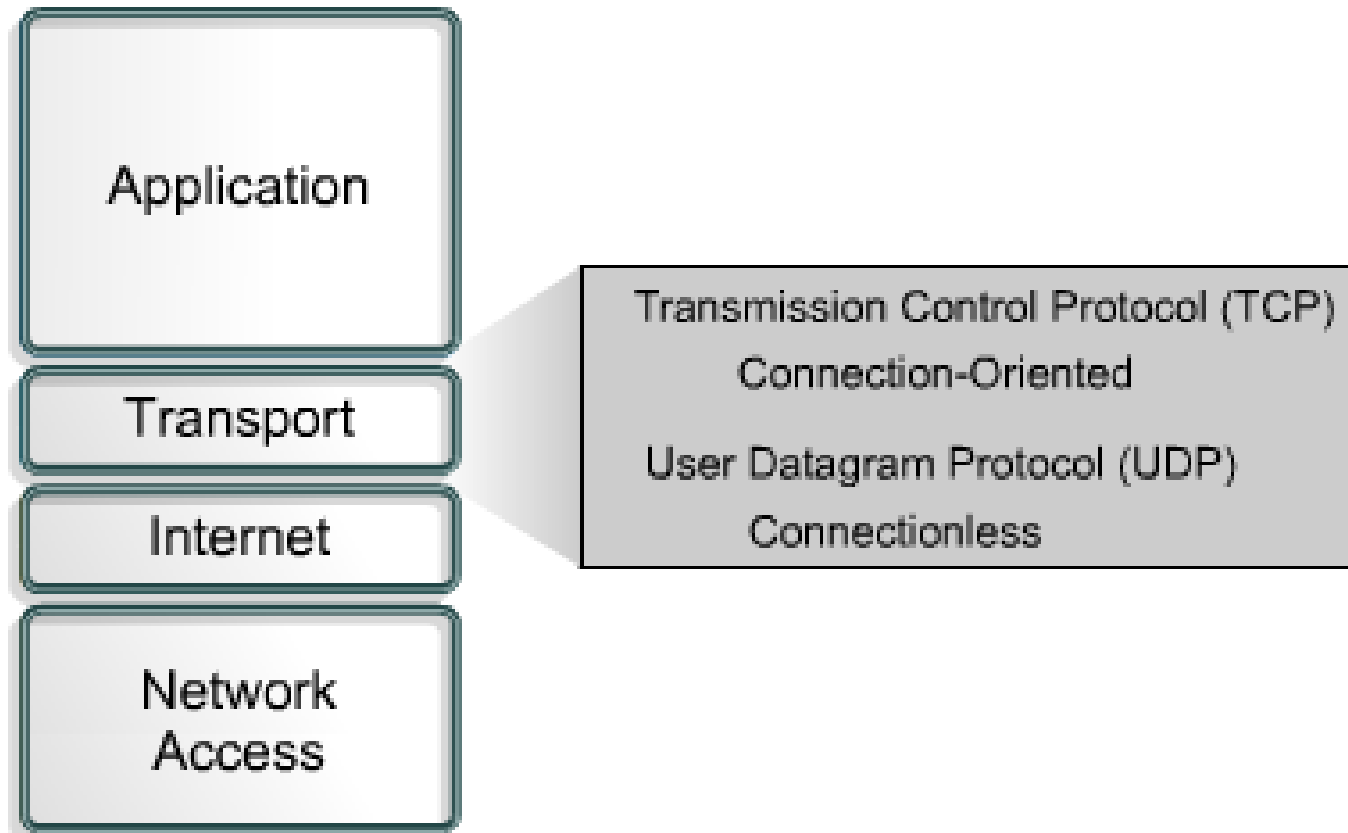 Application
Transport
Internet
Network
Access
Transmission Control Protocol (TCP)
Connection-Oriented
User Datagram Protocol (UDP)
Connectionless